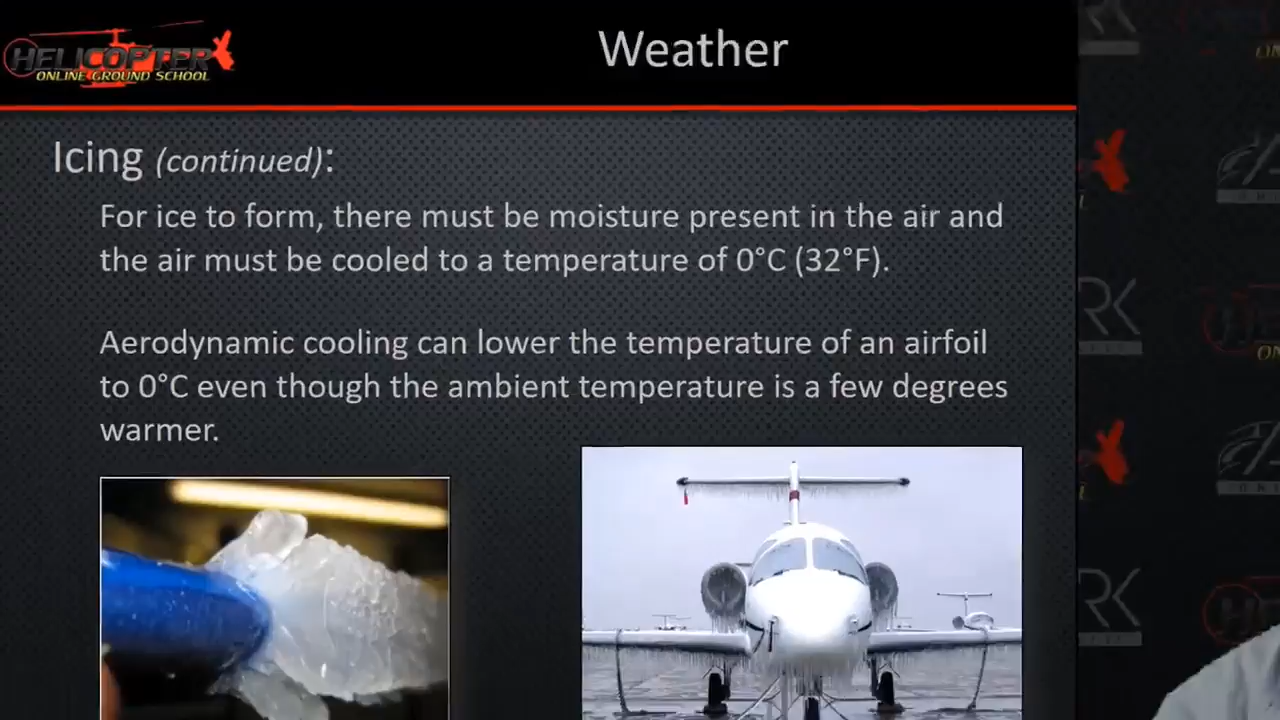 HELICOPTER
ONLINE GROUND SCHOOL
Weather
Icing (continued):
For ice to form, there must be moisture present in the air and
the air must be cooled to a temperature of 0°C (32°F).
Aerodynamic cooling can lower the temperature of an airfoil
to 0°C even though the ambient temperature is a few degrees
warmer.